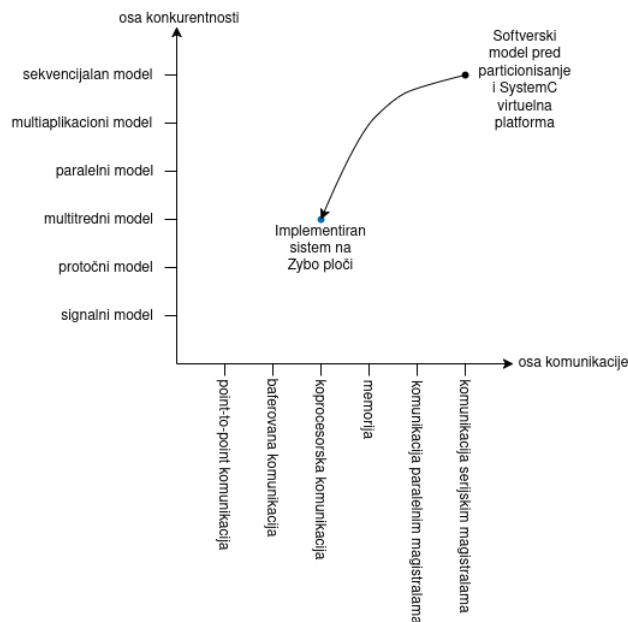 osa konkurentnosti
Softverski
model pred
particionisanje
i SystemC
virtuelna
platforma
sekvencijalan model
multiaplikacioni model
paralelni model
multitredni model
Implementiran
sistem na
Zybo ploči
protočni model
signalni model
osa komunikacije
point-to-point komunikacija
baferovana komunikacija
koprocesorska komunikacija
memorija
komunikacija paralelnim magistralama
komunikacija serijskim magistralama